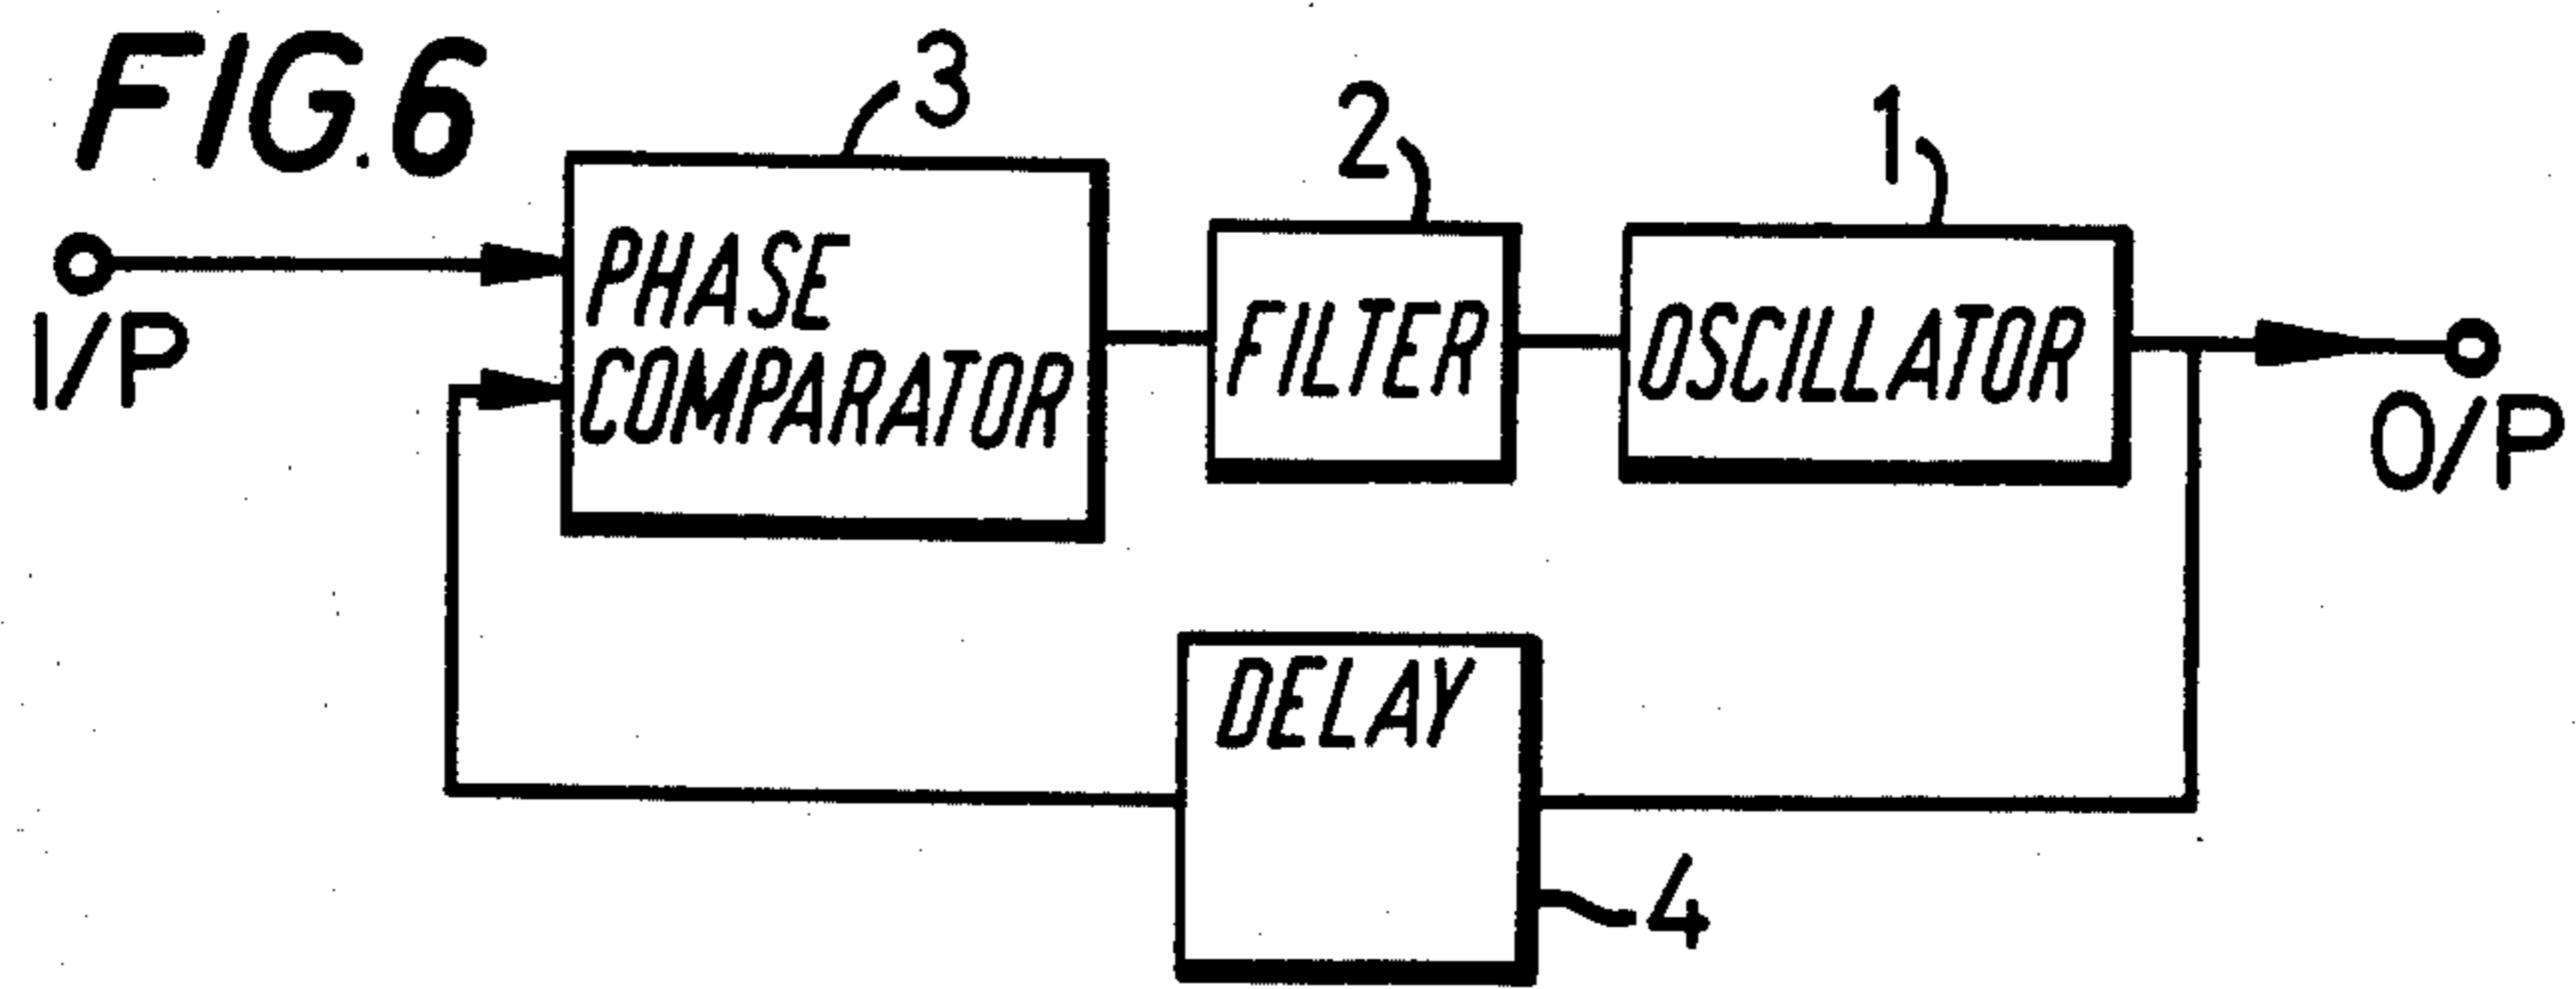 FIG.6
3
2
1
I/P
PHASE
COMPARATOR
FILTER
OSCILLATOR
O/P
DELAY
4